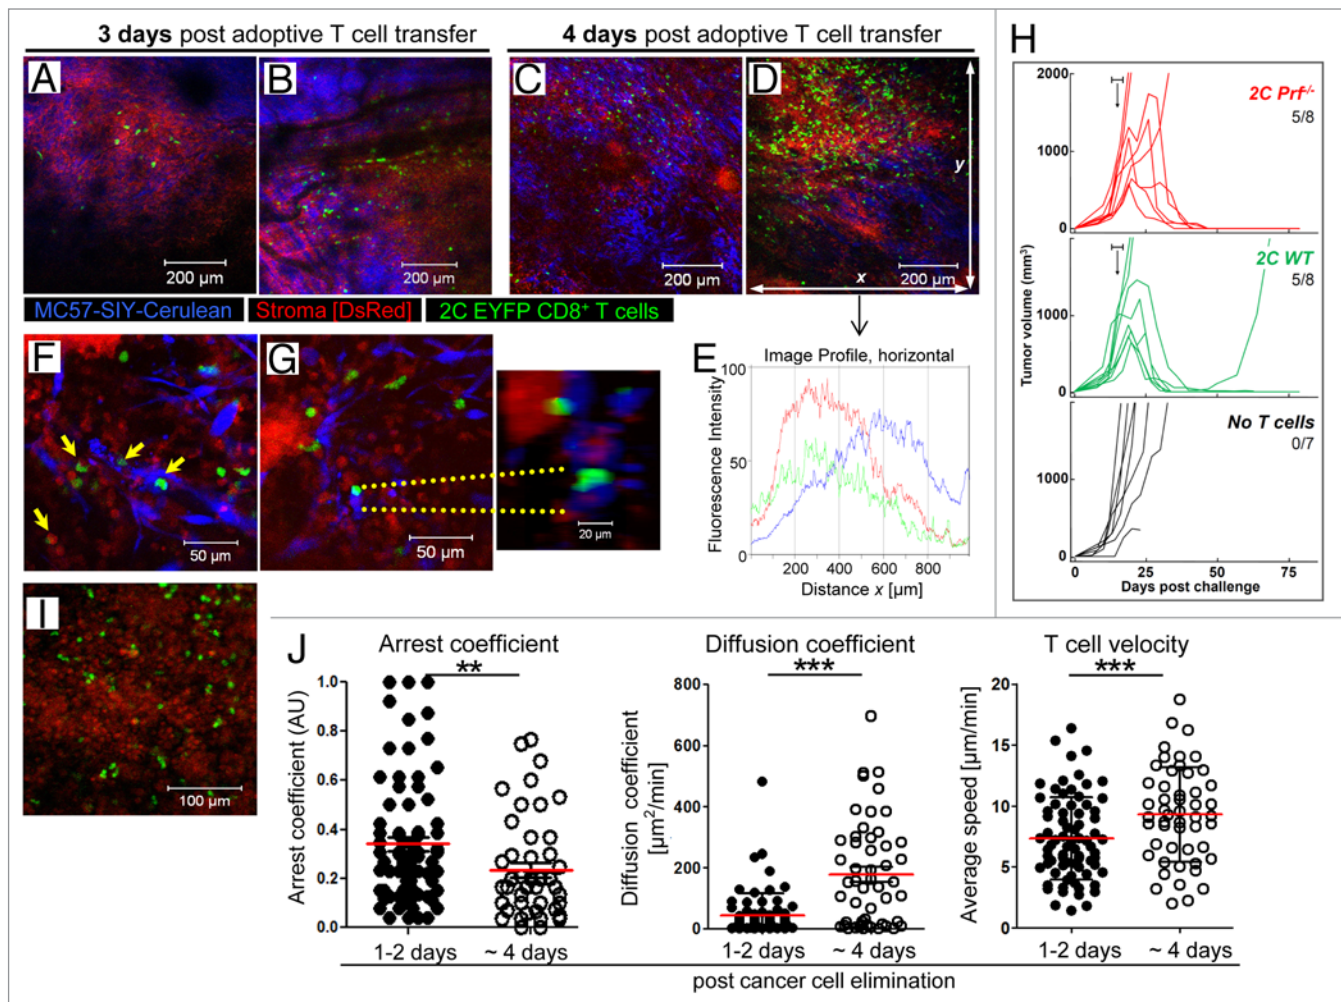 3 days post adoptive T cell transfer
4 days post adoptive T cell transfer
A
200 µm
B
200 µm
C
200 µm
D
y
x
200 µm
MC57-SIY-Cerulean
Stroma [DsRed]
2C EYFP CD8⁺ T cells
F
50 µm
G
50 µm
20 µm
E
Image Profile, horizontal
Fluorescence Intensity
100
50
0
200 400 600 800
Distance x [µm]
H
2C Prf⁻/⁻
5/8
2000
1000
0
2C WT
5/8
1000
0
No T cells
0/7
1000
0
0 25 50 75
Tumor volume (mm³)
Days post challenge
I
100 µm
J
Arrest coefficient
**
Arrest coefficient (AU)
1.0
0.8
0.6
0.4
0.2
0.0
1-2 days
~ 4 days
Diffusion coefficient
***
Diffusion coefficient
[µm²/min]
800
600
400
200
0
1-2 days
~ 4 days
T cell velocity
***
Average speed [µm/min]
20
15
10
5
0
1-2 days
~ 4 days
post cancer cell elimination